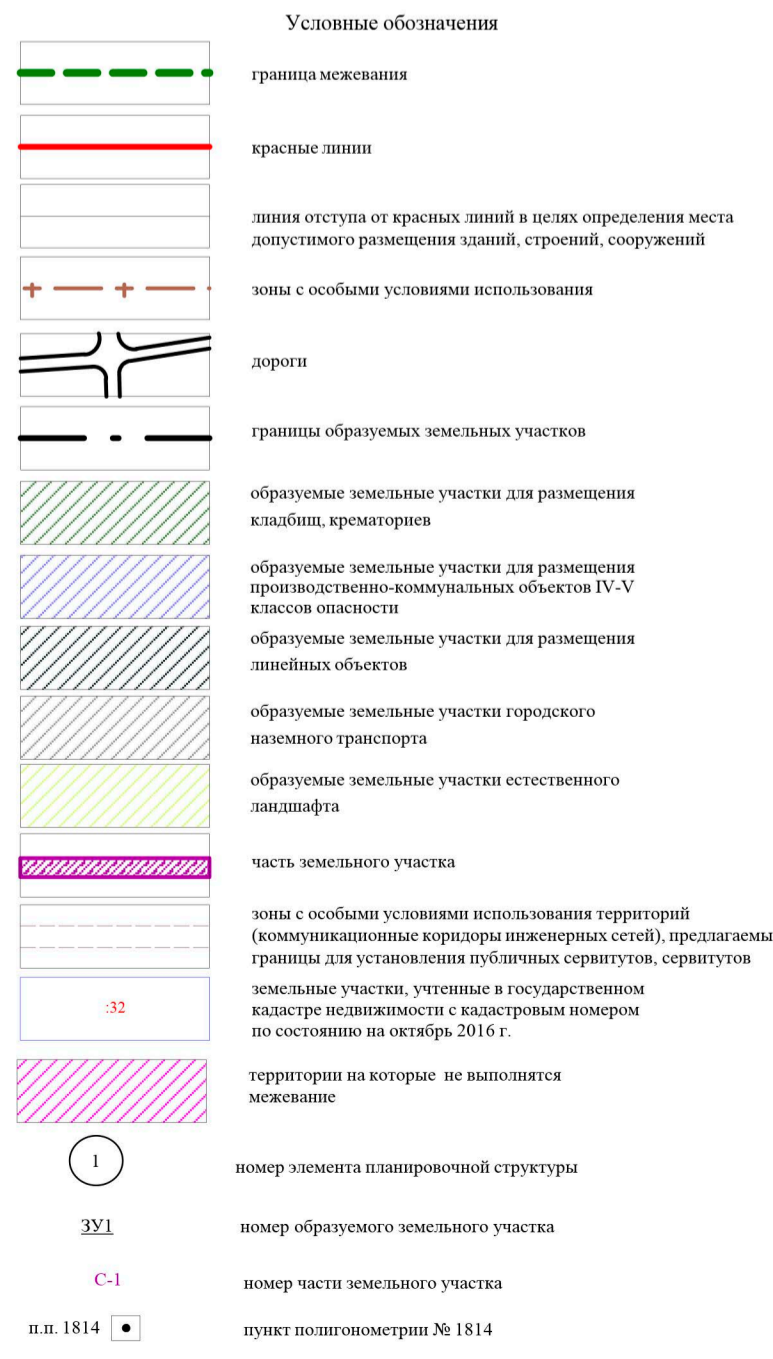 Условные обозначения
граница межевания
красные линии
линия отступа от красных линий в целях определения места
допустимого размещения зданий, строений, сооружений
зоны с особыми условиями использования
дороги
границы образуемых земельных участков
образуемые земельные участки для размещения
кладбищ, крематориев
образуемые земельные участки для размещения
производственно-коммунальных объектов IV-V
классов опасности
образуемые земельные участки для размещения
линейных объектов
образуемые земельные участки городского
наземного транспорта
образуемые земельные участки естественного
ландшафта
часть земельного участка
зоны с особыми условиями использования территорий
(коммуникационные коридоры инженерных сетей), предлагаемы
границы для установления публичных сервитутов, сервитутов
:32
земельные участки, учтенные в государственном
кадастре недвижимости с кадастровым номером
по состоянию на октябрь 2016 г.
территории на которые не выполнятся
межевание
1
номер элемента планировочной структуры
ЗУ1
номер образуемого земельного участка
С-1
номер части земельного участка
п.п. 1814
пункт полигонометрии № 1814